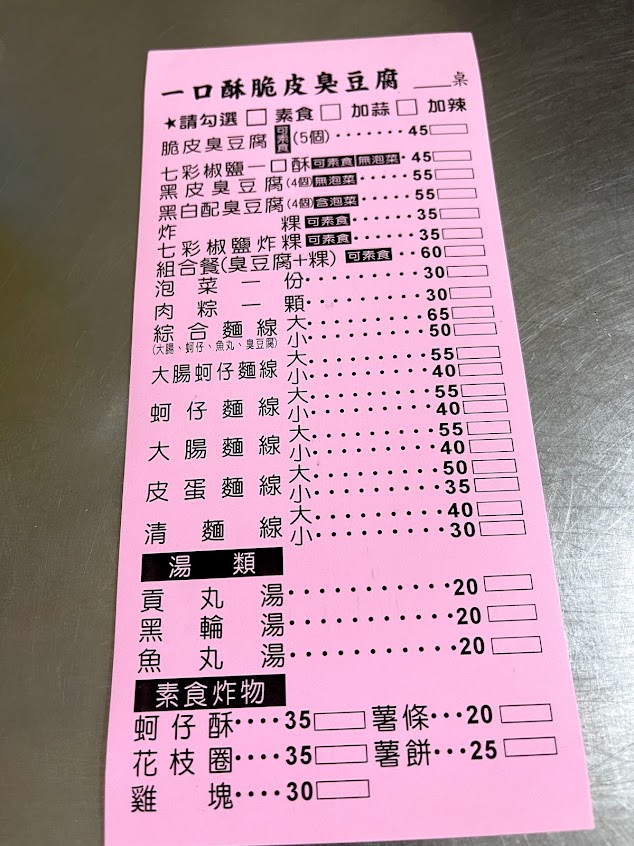 一口酥脆皮臭豆腐 ___桌
★請勾選 □ 素食 □ 加蒜 □ 加辣
脆皮臭豆腐 可素食 (5個)·······45
七彩椒鹽一口酥 可素食 無泡菜·45
黑皮臭豆腐(4個) 無泡菜······55
黑白配臭豆腐(4個) 含泡菜······55
炸粿 可素食·······35
七彩椒鹽炸粿 可素食·······35
組合餐(臭豆腐+粿) 可素食··60
泡菜一份·········30
肉粽一顆·········30
綜合麵線 大·········65
(大腸、蚵仔、魚丸、臭豆腐) 小·········50
大腸蚵仔麵線 大·········55
小·········40
蚵仔麵線 大·········55
小·········40
大腸麵線 大·········55
小·········40
皮蛋麵線 大·········50
小·········35
清麵線 大·········40
小·········30
湯類
貢丸湯···········20
黑輪湯···········20
魚丸湯···········20
素食炸物
蚵仔酥····35 薯條···20
花枝圈····35 薯餅···25
雞塊····30